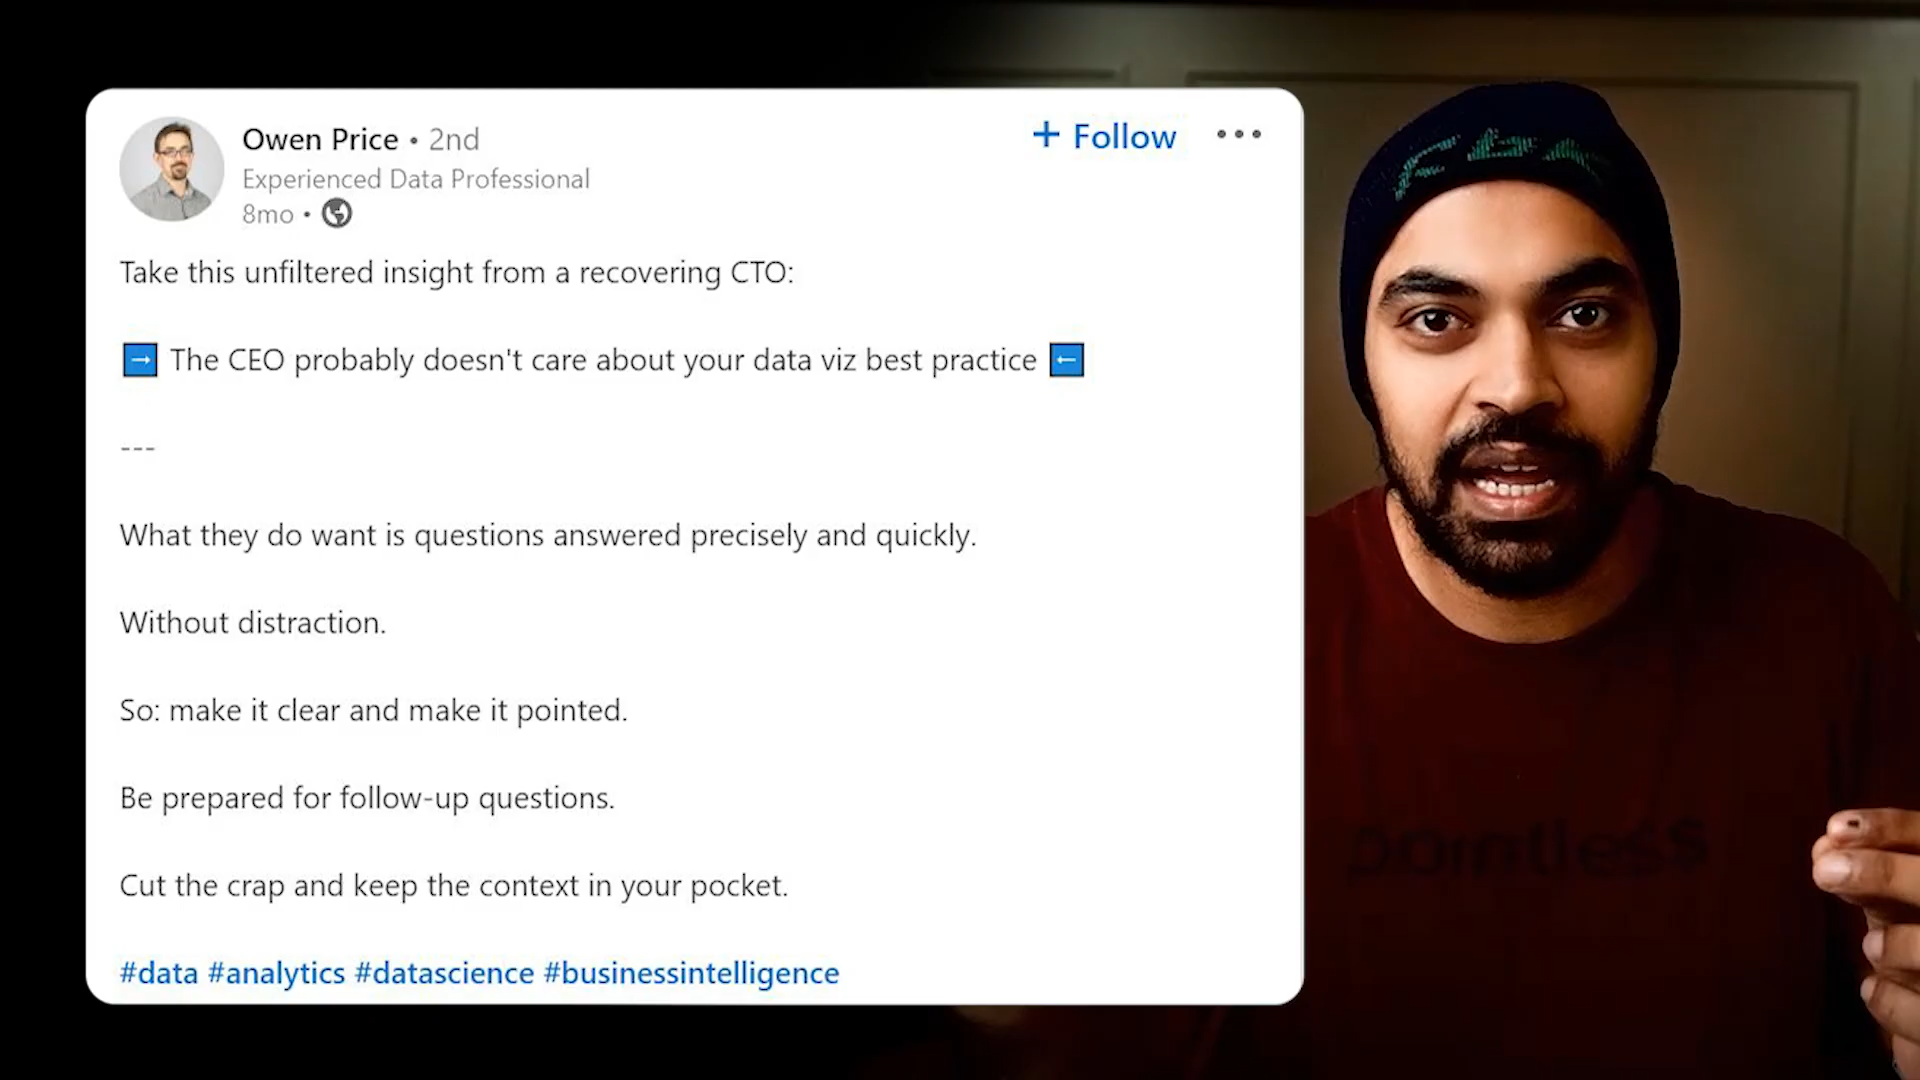 Owen Price • 2nd
+ Follow •••
Experienced Data Professional
8mo •
Take this unfiltered insight from a recovering CTO:
➡ The CEO probably doesn't care about your data viz best practice ⬅
---
What they do want is questions answered precisely and quickly.
Without distraction.
So: make it clear and make it pointed.
Be prepared for follow-up questions.
Cut the crap and keep the context in your pocket.
#data #analytics #datascience #businessintelligence
pointless